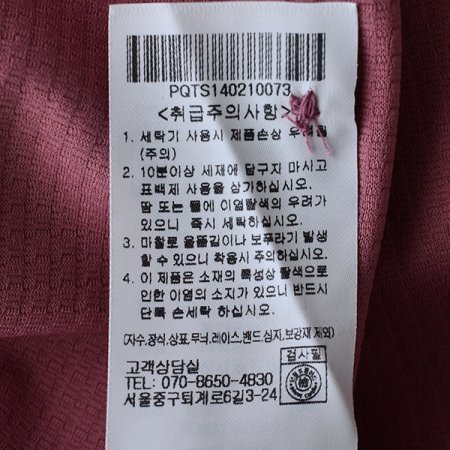 PQTS140210073
<취급주의사항>
1. 세탁기 사용시 제품손상 우려됨
(주의)
2. 10분이상 세재에 담구지 마시고
표백제 사용을 삼가하십시오.
땀 또는 물에 이염탈색의 우려가
있으니 즉시 세탁하십시오.
3. 마찰로 올뜯김이나 보푸라기 발생
할 수 있으니 착용시 주의하십시오.
4. 이 제품은 소재의 특성상 탈색으로
인한 이염의 소지가 있으니 반드시
단독 손세탁 하십시오.
(자수,장식,상표,무늬,레이스,밴드,심지,보강재 제외)
검사필
고객상담실
TEL: 070-8650-4830
서울중구퇴계로6길3-24